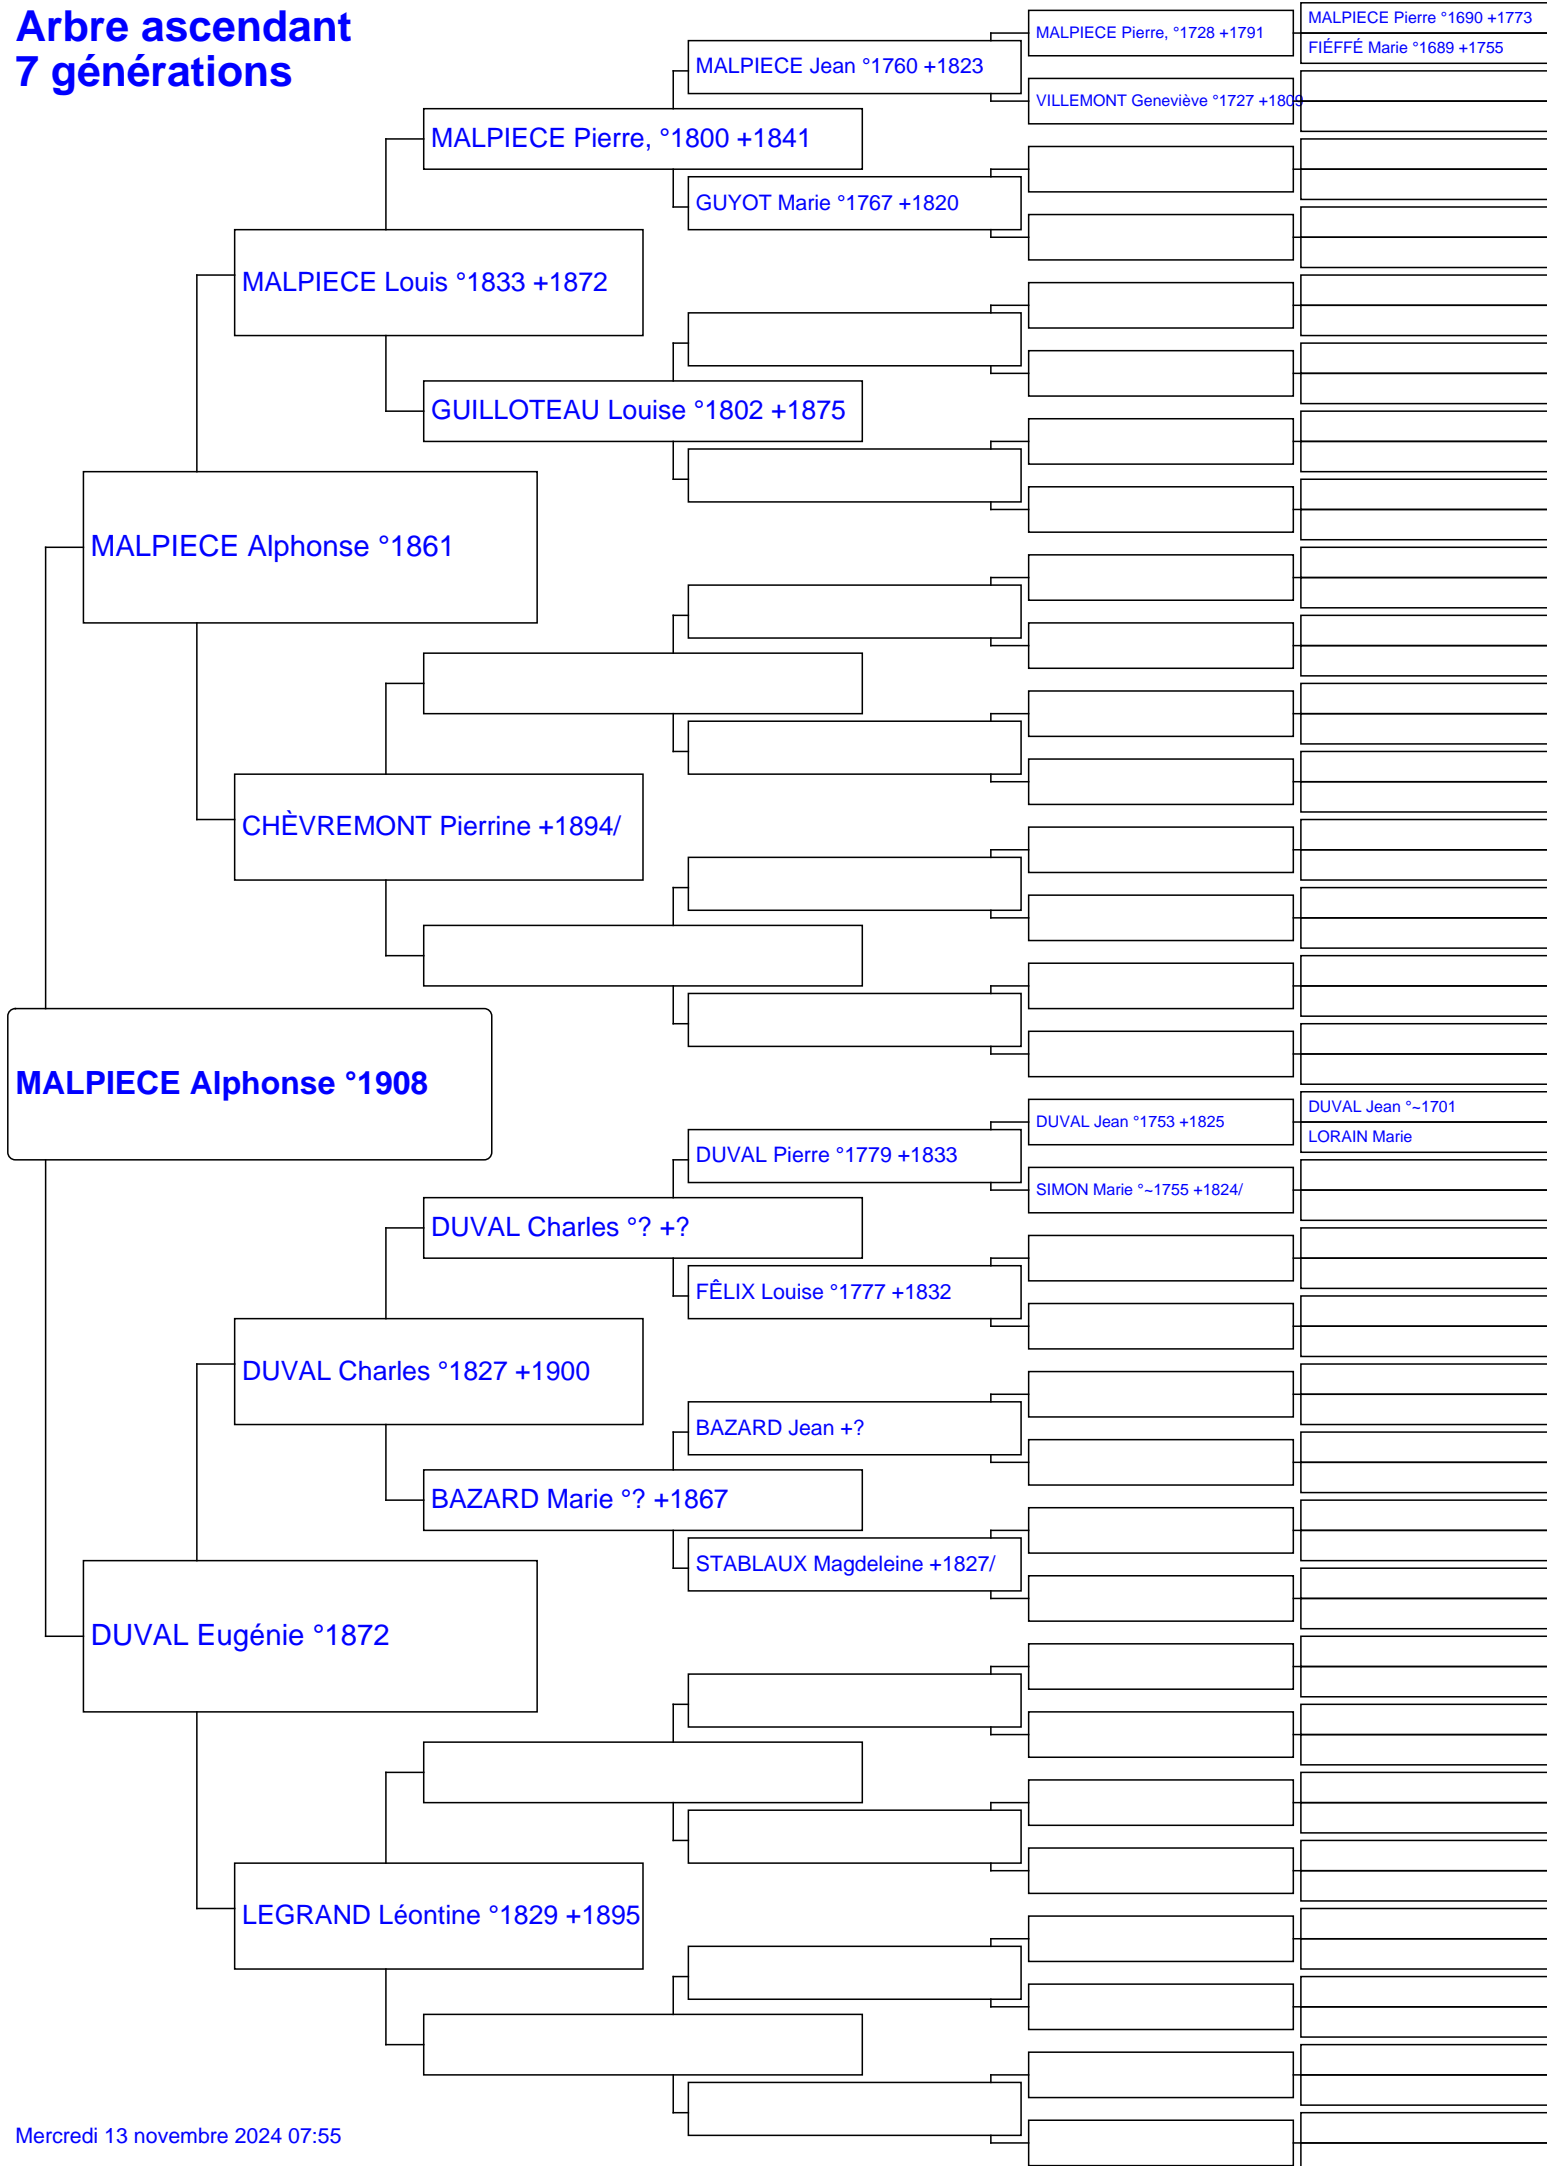 Arbre ascendant
7 générations
MALPIECE Pierre °1690 +1773
MALPIECE Pierre, °1728 +1791
FIÉFFÉ Marie °1689 +1755
MALPIECE Jean °1760 +1823
VILLEMONT Geneviève °1727 +1809
MALPIECE Pierre, °1800 +1841
GUYOT Marie °1767 +1820
MALPIECE Louis °1833 +1872
GUILLOTEAU Louise °1802 +1875
MALPIECE Alphonse °1861
CHÈVREMONT Pierrine +1894/
MALPIECE Alphonse °1908
DUVAL Jean °~1701
DUVAL Jean °1753 +1825
LORAIN Marie
DUVAL Pierre °1779 +1833
SIMON Marie °~1755 +1824/
DUVAL Charles °? +?
FÊLIX Louise °1777 +1832
DUVAL Charles °1827 +1900
BAZARD Jean +?
BAZARD Marie °? +1867
STABLAUX Magdeleine +1827/
DUVAL Eugénie °1872
LEGRAND Léontine °1829 +1895
Mercredi 13 novembre 2024 07:55